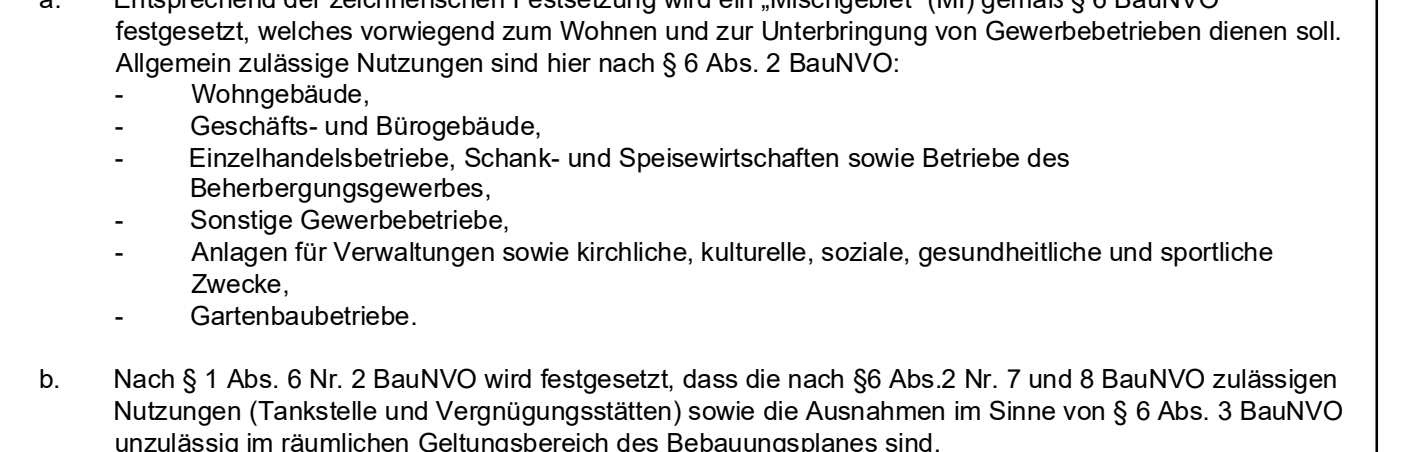 a. Entsprechend der zeichnerischen Festsetzung wird ein „Mischgebiet“ (MI) gemäß § 6 BauNVO
festgesetzt, welches vorwiegend zum Wohnen und zur Unterbringung von Gewerbebetrieben dienen soll.
Allgemein zulässige Nutzungen sind hier nach § 6 Abs. 2 BauNVO:
- Wohngebäude,
- Geschäfts- und Bürogebäude,
- Einzelhandelsbetriebe, Schank- und Speisewirtschaften sowie Betriebe des
Beherbergungsgewerbes,
- Sonstige Gewerbebetriebe,
- Anlagen für Verwaltungen sowie kirchliche, kulturelle, soziale, gesundheitliche und sportliche
Zwecke,
- Gartenbaubetriebe.
b. Nach § 1 Abs. 6 Nr. 2 BauNVO wird festgesetzt, dass die nach §6 Abs.2 Nr. 7 und 8 BauNVO zulässigen
Nutzungen (Tankstelle und Vergnügungsstätten) sowie die Ausnahmen im Sinne von § 6 Abs. 3 BauNVO
unzulässig im räumlichen Geltungsbereich des Bebauungsplanes sind.